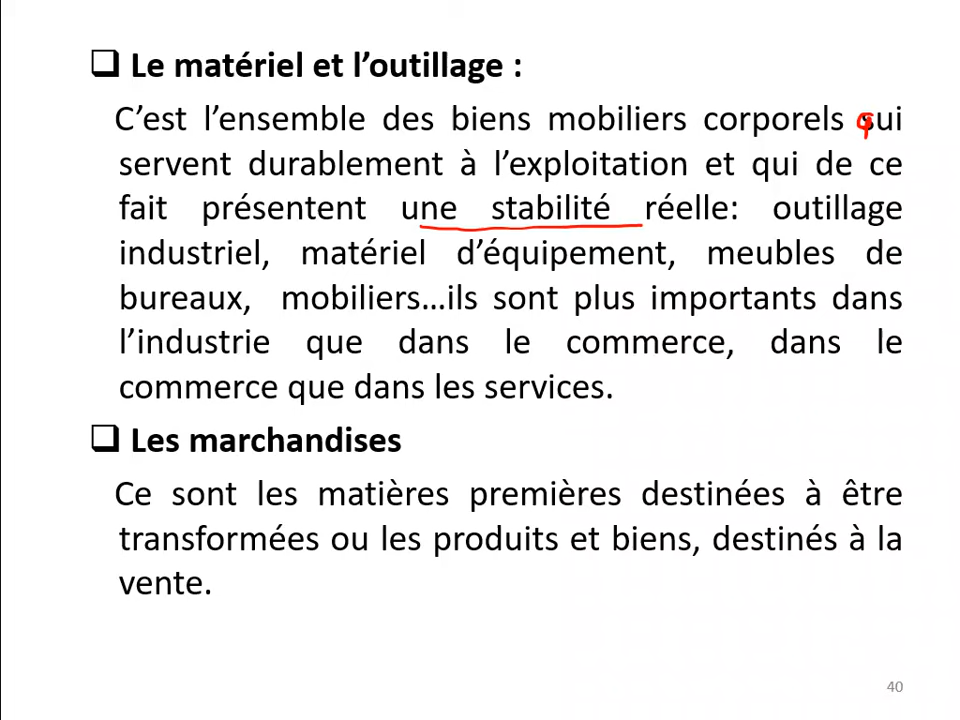 ❑ Le matériel et l’outillage :
C’est l’ensemble des biens mobiliers corporels qui
servent durablement à l’exploitation et qui de ce
fait présentent une stabilité réelle: outillage
industriel, matériel d’équipement, meubles de
bureaux, mobiliers…ils sont plus importants dans
l’industrie que dans le commerce, dans le
commerce que dans les services.
❑ Les marchandises
Ce sont les matières premières destinées à être
transformées ou les produits et biens, destinés à la
vente.
40